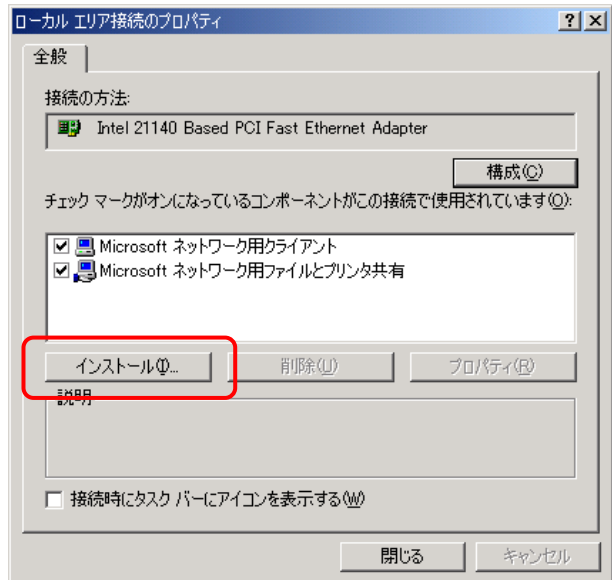 ローカル エリア接続のプロパティ
全般
接続の方法:
Intel 21140 Based PCI Fast Ethernet Adapter
構成(C)
チェック マークがオンになっているコンポーネントがこの接続で使用されています(O):
Microsoft ネットワーク用クライアント
Microsoft ネットワーク用ファイルとプリンタ共有
インストール(I)...
削除(U)
プロパティ(R)
説明
接続時にタスク バーにアイコンを表示する(W)
閉じる
キャンセル